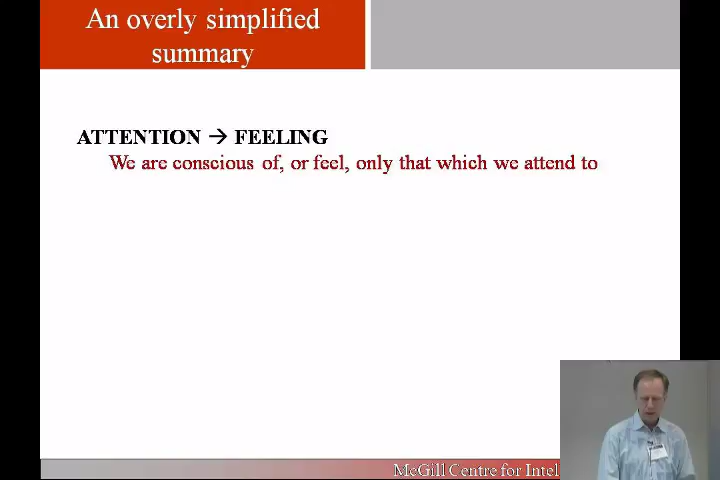 An overly simplified
summary
ATTENTION → FEELING
We are conscious of, or feel, only that which we attend to
McGill Centre for Intel